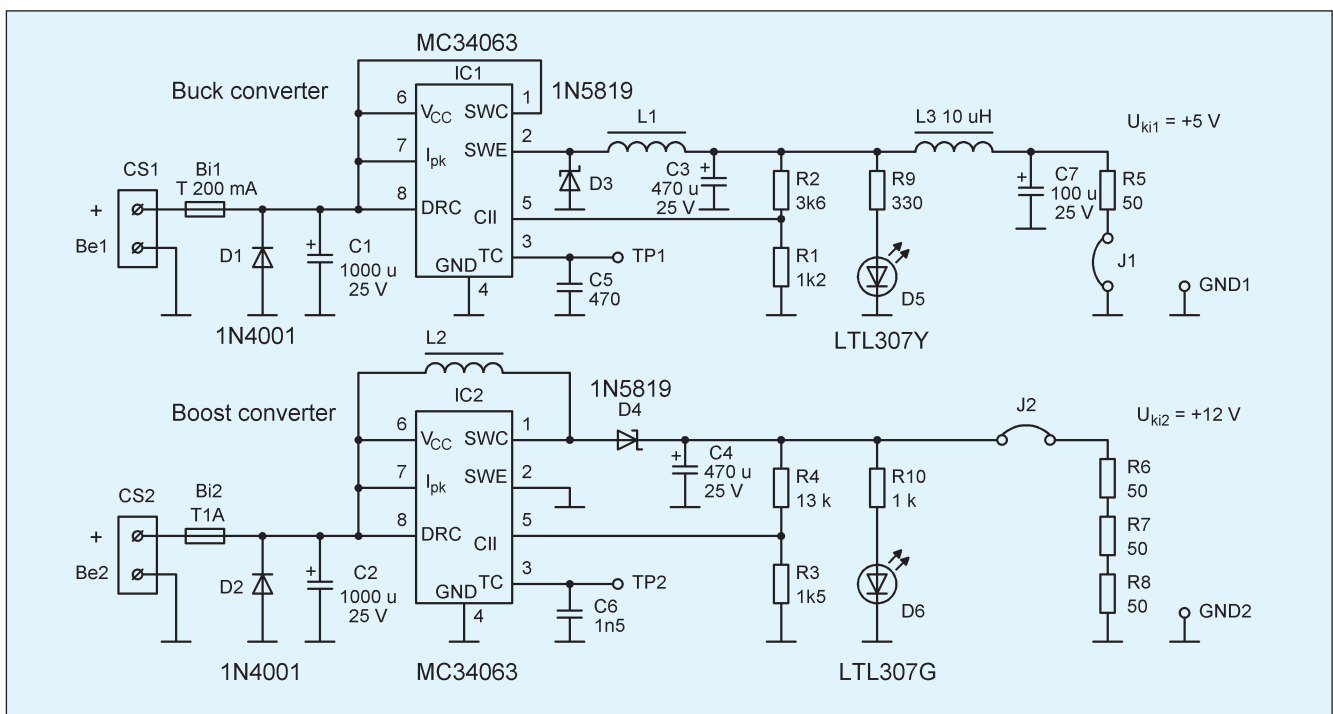 MC34063
IC1
Buck converter
1N5819
6
VCC
SWC
1
L1
L3 10 uH
Uki1 = +5 V
7
Ipk
SWE
2
CS1
Bi1
T 200 mA
D3
C3
470 u
25 V
R2
3k6
R9
330
C7
100 u
25 V
R5
50
+
8
DRC
CII
5
Be1
D1
+
C1
1000 u
25 V
GND
TC
3
TP1
4
C5
470
R1
1k2
D5
J1
GND1
1N4001
LTL307Y
L2
IC2
Boost converter
1N5819
D4
J2
Uki2 = +12 V
6
VCC
SWC
1
+
C4
470 u
25 V
R4
13 k
R10
1 k
R6
50
7
Ipk
SWE
2
CS2
Bi2
T1A
+
8
DRC
CII
5
R7
50
Be2
D2
+
C2
1000 u
25 V
GND
TC
3
TP2
4
C6
1n5
R3
1k5
D6
R8
50
GND2
1N4001
MC34063
LTL307G